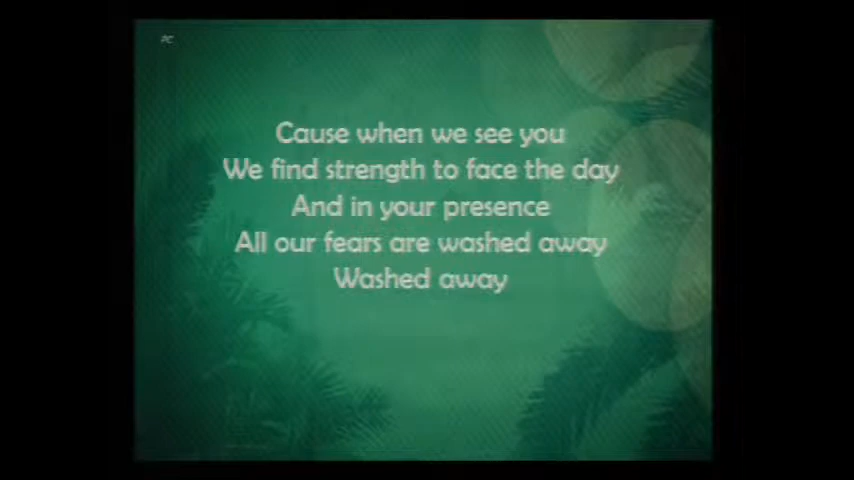 Cause when we see you
We find strength to face the day
And in your presence
All our fears are washed away
Washed away